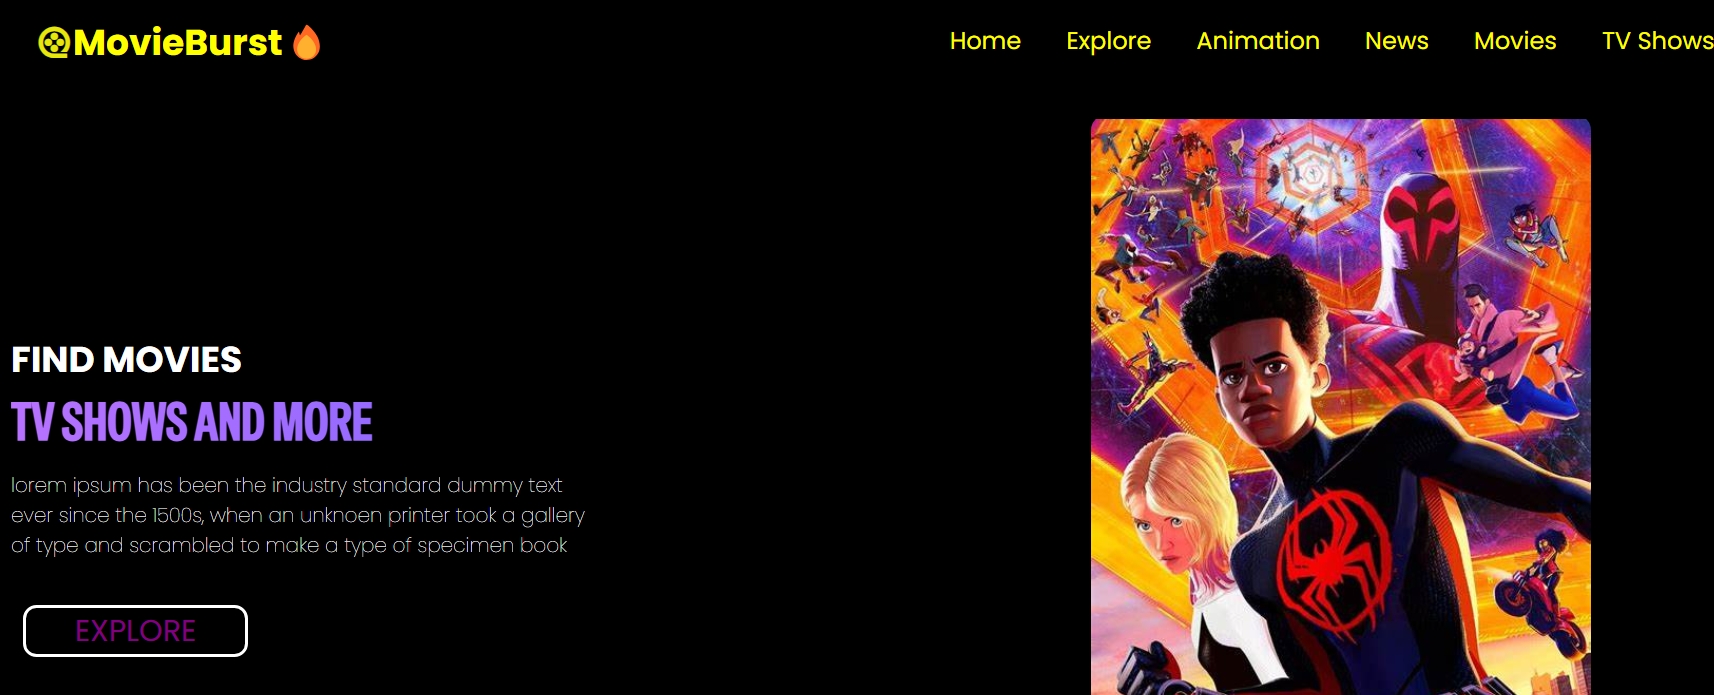 MovieBurst
Home Explore Animation News Movies TV Shows
FIND MOVIES
TV SHOWS AND MORE
lorem ipsum has been the industry standard dummy text
ever since the 1500s, when an unknoen printer took a gallery
of type and scrambled to make a type of specimen book
EXPLORE